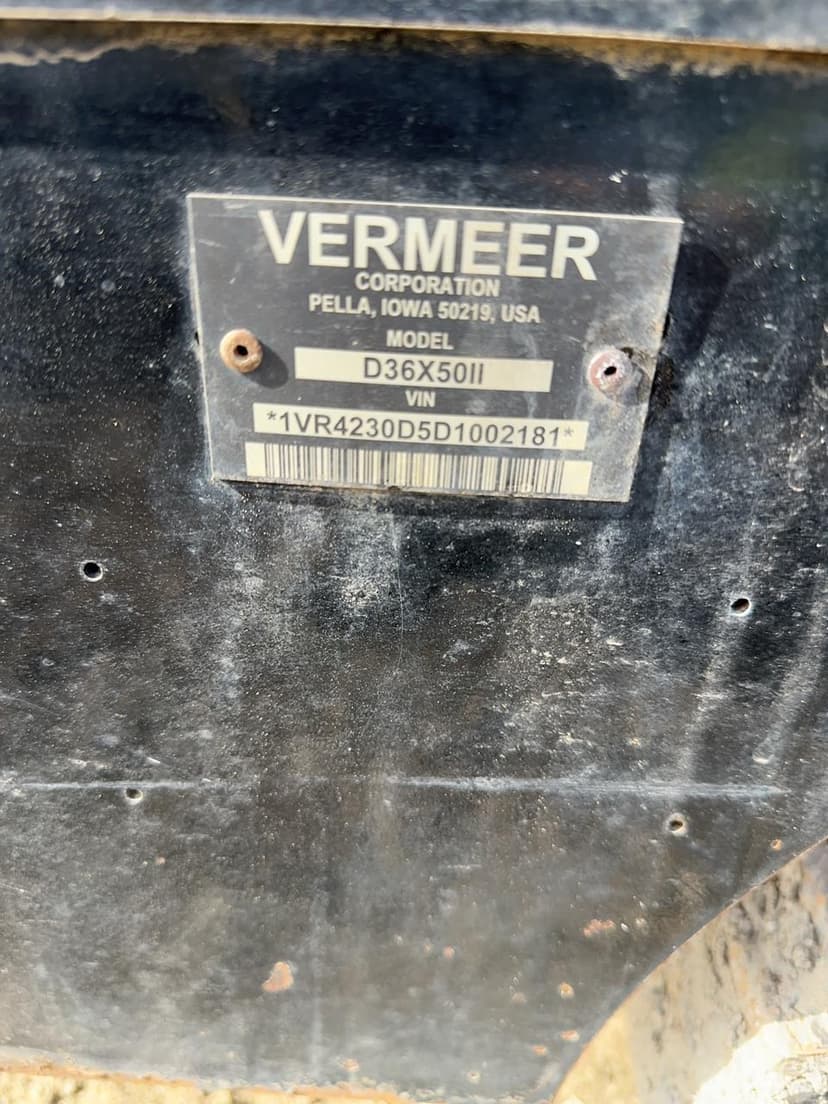 VERMEER
CORPORATION
PELLA, IOWA 50219, USA
MODEL
D36X50II
VIN
*1VR4230D5D1002181*